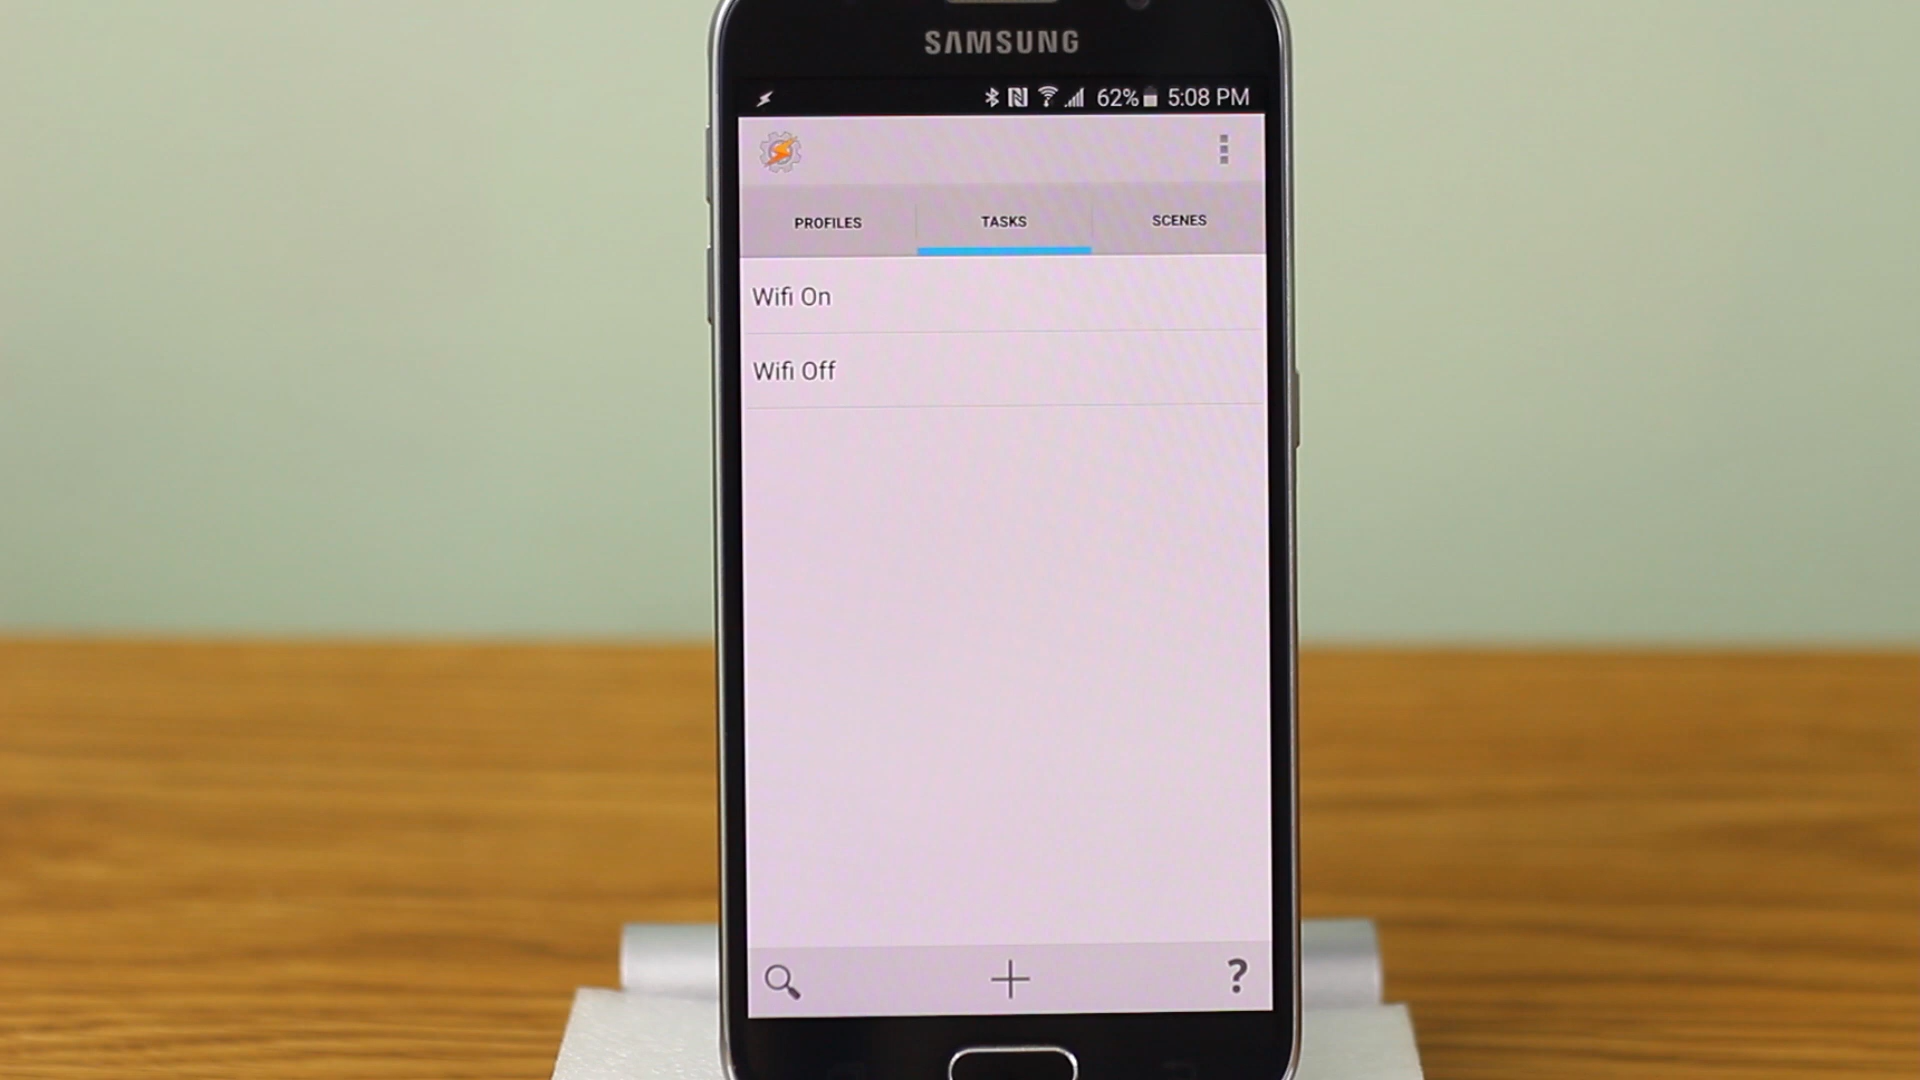 SAMSUNG
62% 5:08 PM
PROFILES TASKS SCENES
Wifi On
Wifi Off
?